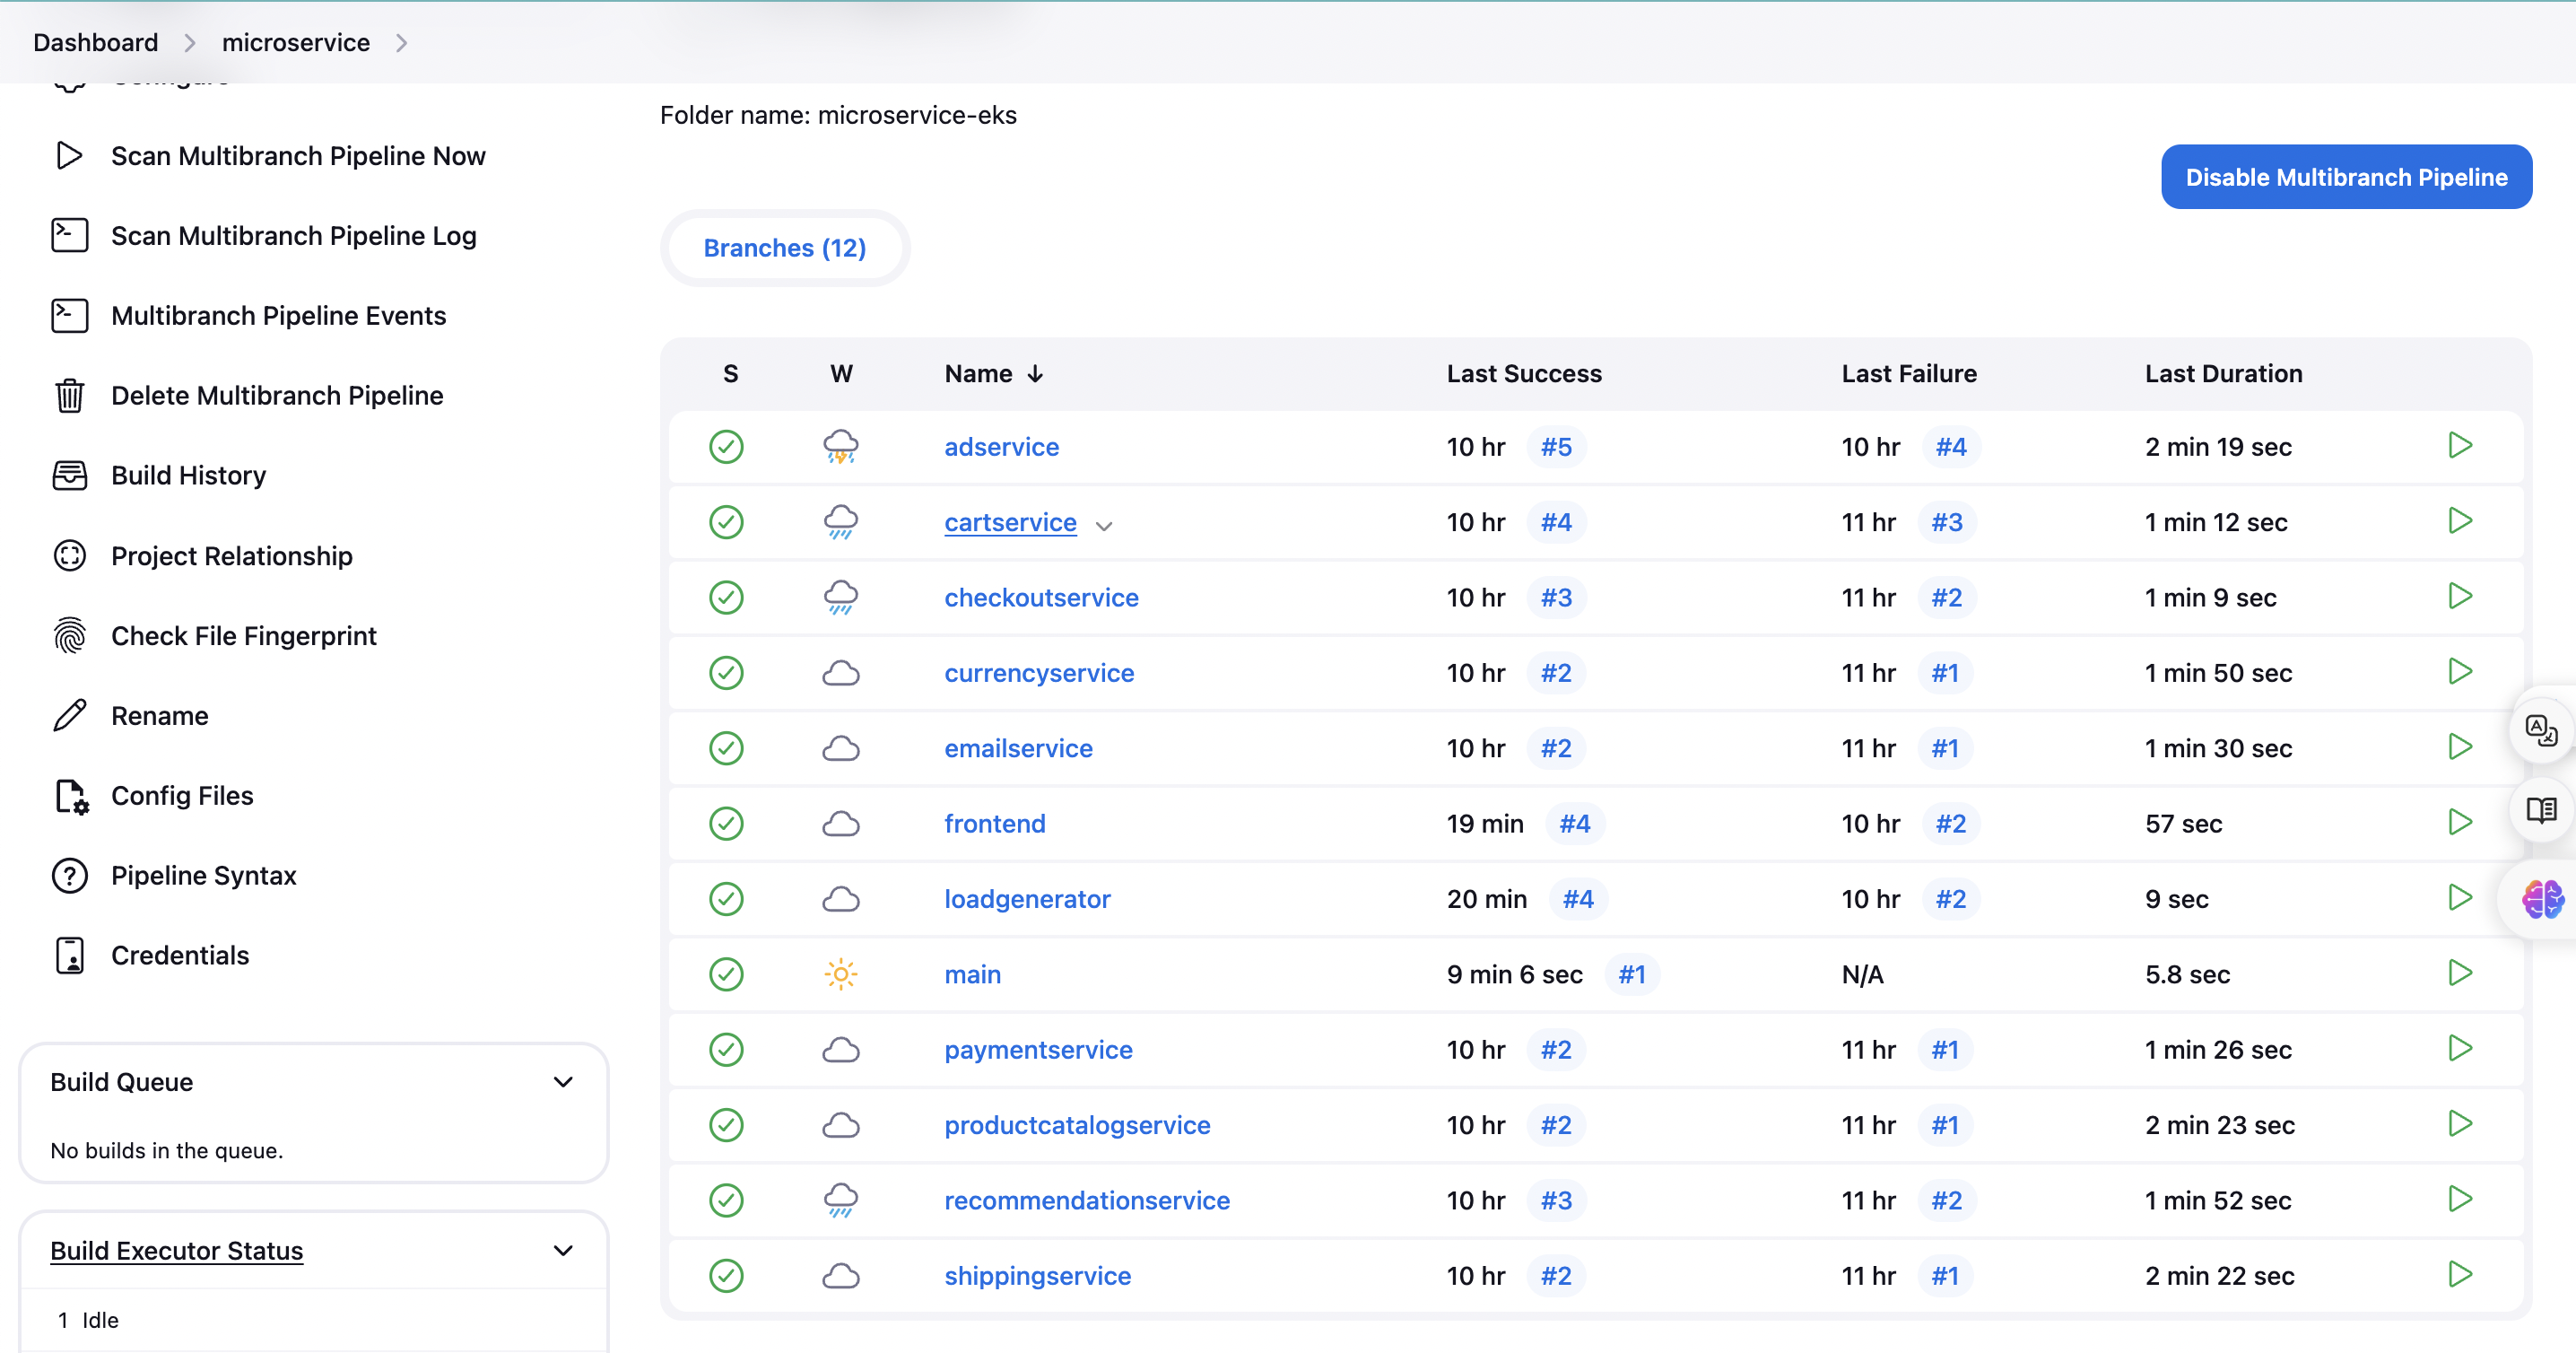 Dashboard
microservice
Configure
Scan Multibranch Pipeline Now
Scan Multibranch Pipeline Log
Multibranch Pipeline Events
Delete Multibranch Pipeline
Build History
Project Relationship
Check File Fingerprint
Rename
Config Files
Pipeline Syntax
Credentials
Build Queue
No builds in the queue.
Build Executor Status
1 Idle
Folder name: microservice-eks
Disable Multibranch Pipeline
Branches (12)
S W Name Last Success Last Failure Last Duration
adservice 10 hr #5 10 hr #4 2 min 19 sec
cartservice 10 hr #4 11 hr #3 1 min 12 sec
checkoutservice 10 hr #3 11 hr #2 1 min 9 sec
currencyservice 10 hr #2 11 hr #1 1 min 50 sec
emailservice 10 hr #2 11 hr #1 1 min 30 sec
frontend 19 min #4 10 hr #2 57 sec
loadgenerator 20 min #4 10 hr #2 9 sec
main 9 min 6 sec #1 N/A 5.8 sec
paymentservice 10 hr #2 11 hr #1 1 min 26 sec
productcatalogservice 10 hr #2 11 hr #1 2 min 23 sec
recommendationservice 10 hr #3 11 hr #2 1 min 52 sec
shippingservice 10 hr #2 11 hr #1 2 min 22 sec